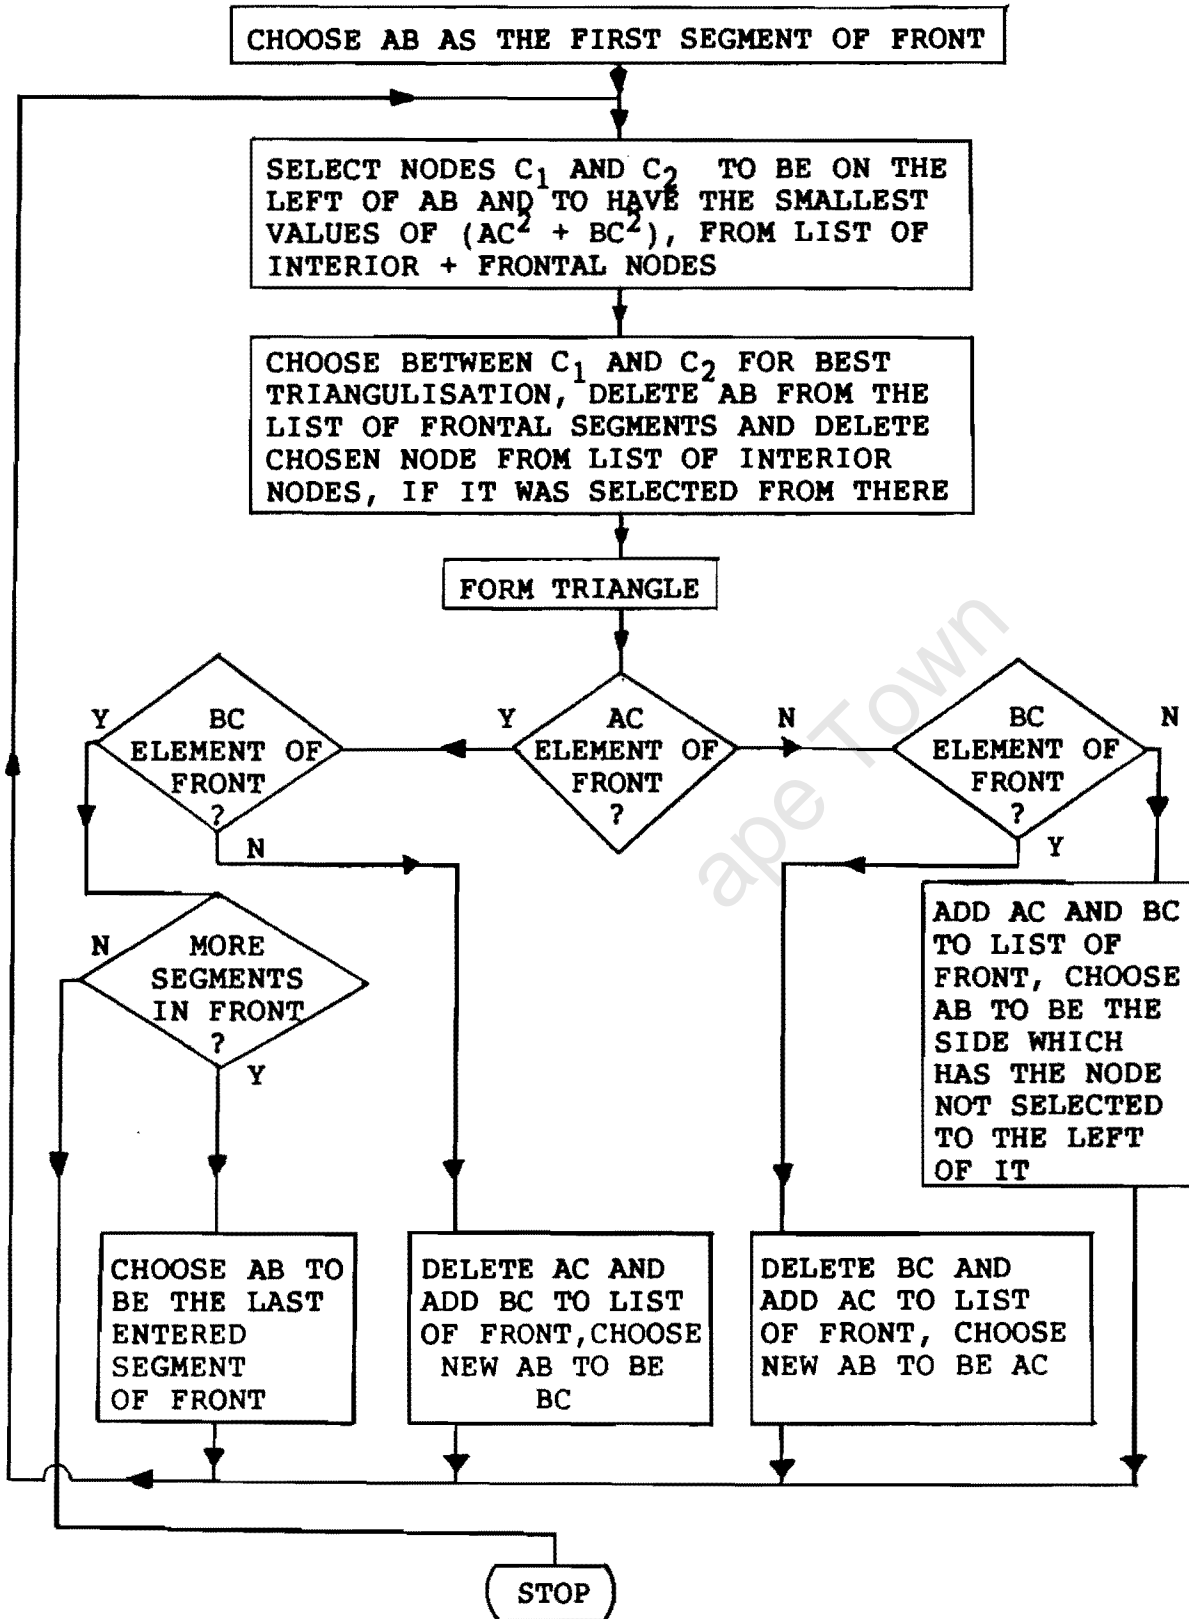 CHOOSE AB AS THE FIRST SEGMENT OF FRONT
SELECT NODES C₁ AND C₂ TO BE ON THE
LEFT OF AB AND TO HAVE THE SMALLEST
VALUES OF (AC² + BC²), FROM LIST OF
INTERIOR + FRONTAL NODES
CHOOSE BETWEEN C₁ AND C₂ FOR BEST
TRIANGULISATION, DELETE AB FROM THE
LIST OF FRONTAL SEGMENTS AND DELETE
CHOSEN NODE FROM LIST OF INTERIOR
NODES, IF IT WAS SELECTED FROM THERE
FORM TRIANGLE
Y
BC
ELEMENT OF
FRONT
?
N
Y
AC
ELEMENT OF
FRONT
?
N
BC
ELEMENT OF
FRONT
?
N
Y
N
MORE
SEGMENTS
IN FRONT
?
Y
ADD AC AND BC
TO LIST OF
FRONT, CHOOSE
AB TO BE THE
SIDE WHICH
HAS THE NODE
NOT SELECTED
TO THE LEFT
OF IT
CHOOSE AB TO
BE THE LAST
ENTERED
SEGMENT
OF FRONT
DELETE AC AND
ADD BC TO LIST
OF FRONT, CHOOSE
NEW AB TO BE
BC
DELETE BC AND
ADD AC TO LIST
OF FRONT, CHOOSE
NEW AB TO BE AC
STOP
ape Town